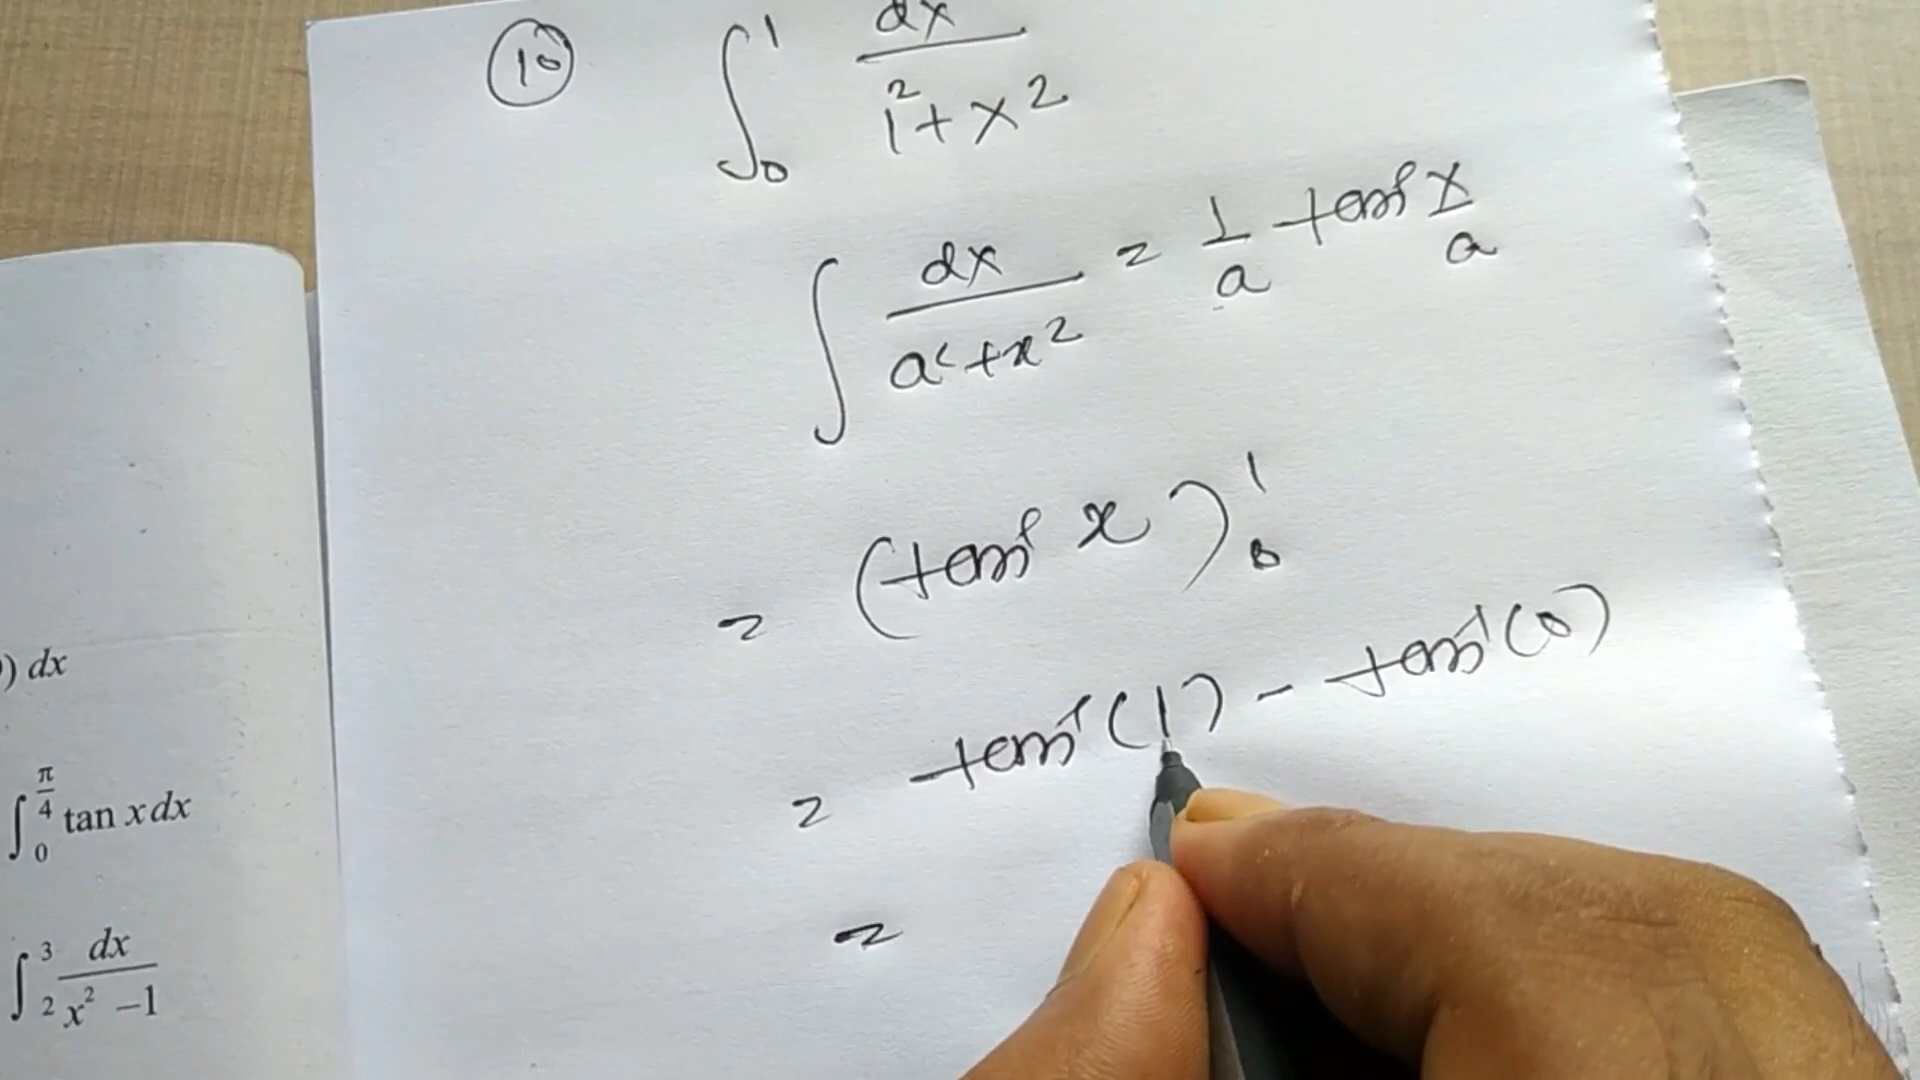 (10) ∫₀¹ dx / 1²+x²
∫ dx / a²+x² = 1/a tan⁻¹ x/a
= (tan⁻¹ x)₀¹
= tan⁻¹(1) - tan⁻¹(0)
=
) dx
∫₀^(π/4) tan x dx
∫₂³ dx / x² −1